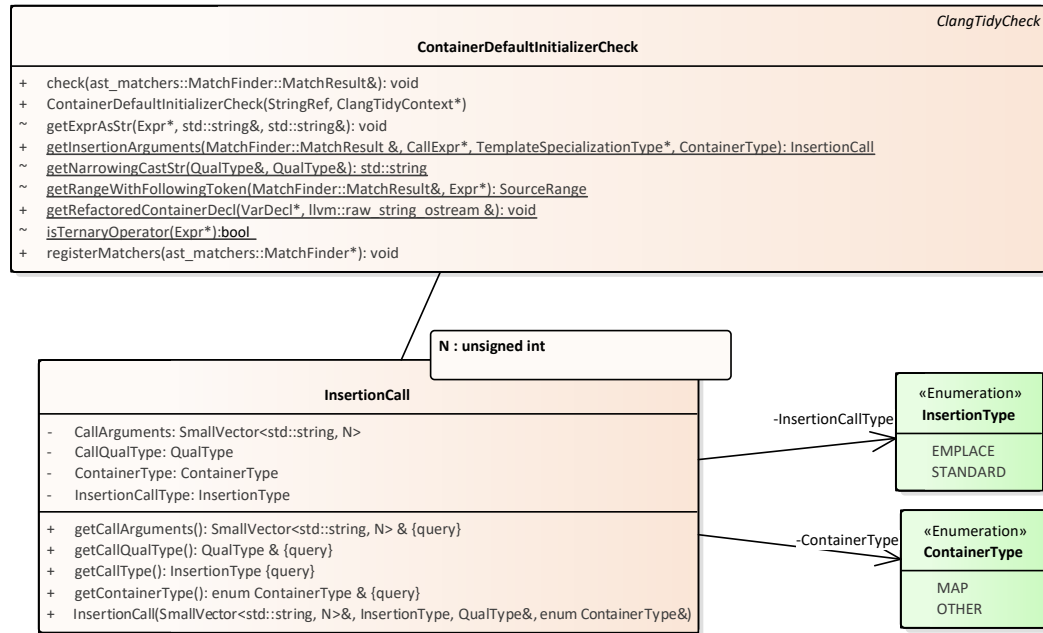 ClangTidyCheck
ContainerDefaultInitializerCheck
+ check(ast_matchers::MatchFinder::MatchResult&): void
+ ContainerDefaultInitializerCheck(StringRef, ClangTidyContext*)
~ getExprAsStr(Expr*, std::string&, std::string&): void
+ getInsertionArguments(MatchFinder::MatchResult &, CallExpr*, TemplateSpecializationType*, ContainerType): InsertionCall
~ getNarrowingCastStr(QualType&, QualType&): std::string
~ getRangeWithFollowingToken(MatchFinder::MatchResult&, Expr*): SourceRange
+ getRefactoredContainerDecl(VarDecl*, llvm::raw_string_ostream &): void
~ isTernaryOperator(Expr*):bool
+ registerMatchers(ast_matchers::MatchFinder*): void
N : unsigned int
InsertionCall
- CallArguments: SmallVector<std::string, N>
- CallQualType: QualType
- ContainerType: ContainerType
- InsertionCallType: InsertionType
+ getCallArguments(): SmallVector<std::string, N> & {query}
+ getCallQualType(): QualType & {query}
+ getCallType(): InsertionType {query}
+ getContainerType(): enum ContainerType & {query}
+ InsertionCall(SmallVector<std::string, N>&, InsertionType, QualType&, enum ContainerType&)
-InsertionCallType
«Enumeration»
InsertionType
EMPLACE
STANDARD
-ContainerType
«Enumeration»
ContainerType
MAP
OTHER